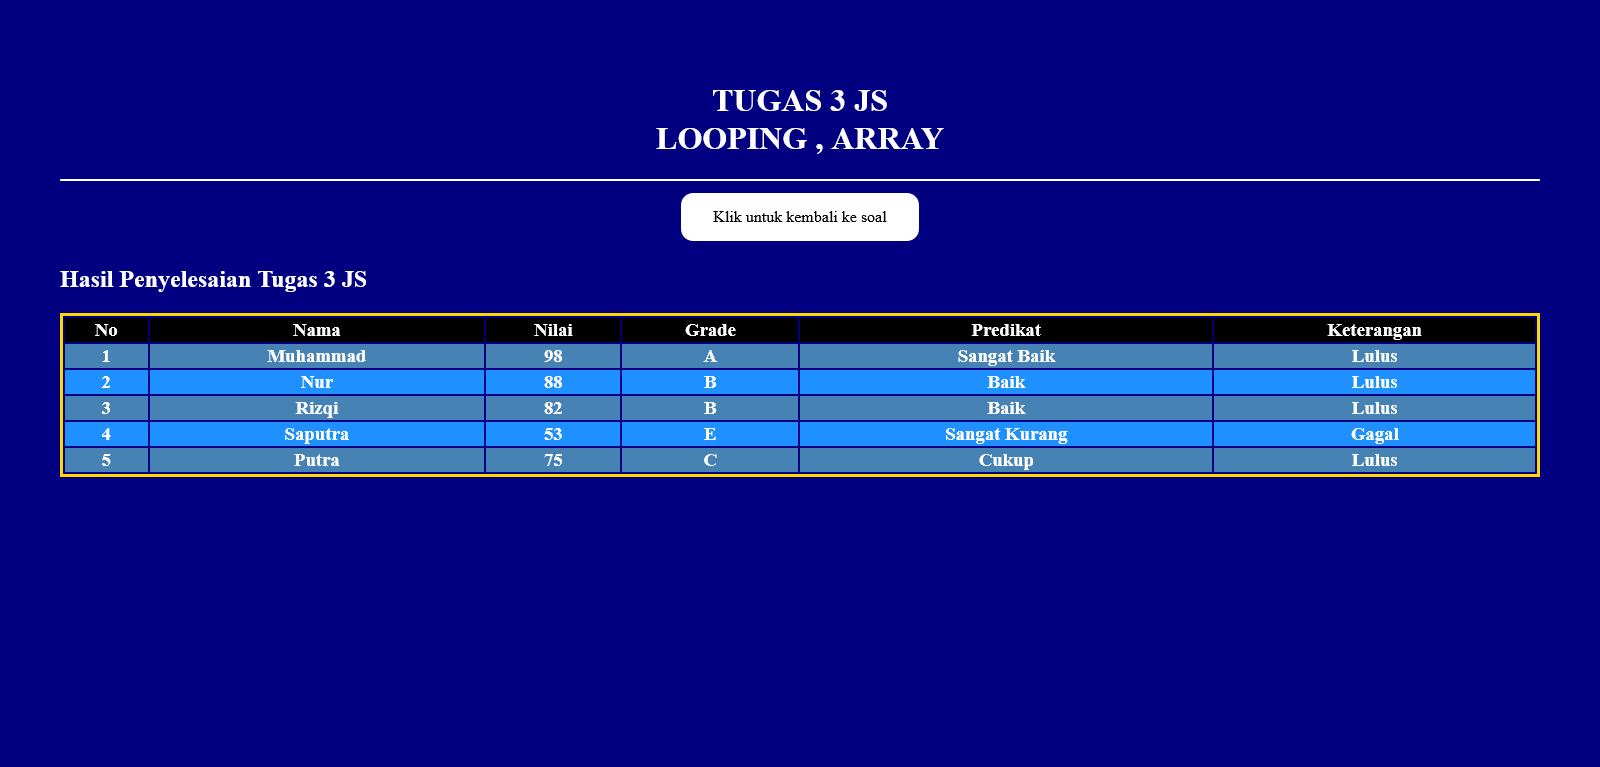 TUGAS 3 JS
LOOPING , ARRAY
Klik untuk kembali ke soal
Hasil Penyelesaian Tugas 3 JS
No Nama Nilai Grade Predikat Keterangan
1 Muhammad 98 A Sangat Baik Lulus
2 Nur 88 B Baik Lulus
3 Rizqi 82 B Baik Lulus
4 Saputra 53 E Sangat Kurang Gagal
5 Putra 75 C Cukup Lulus